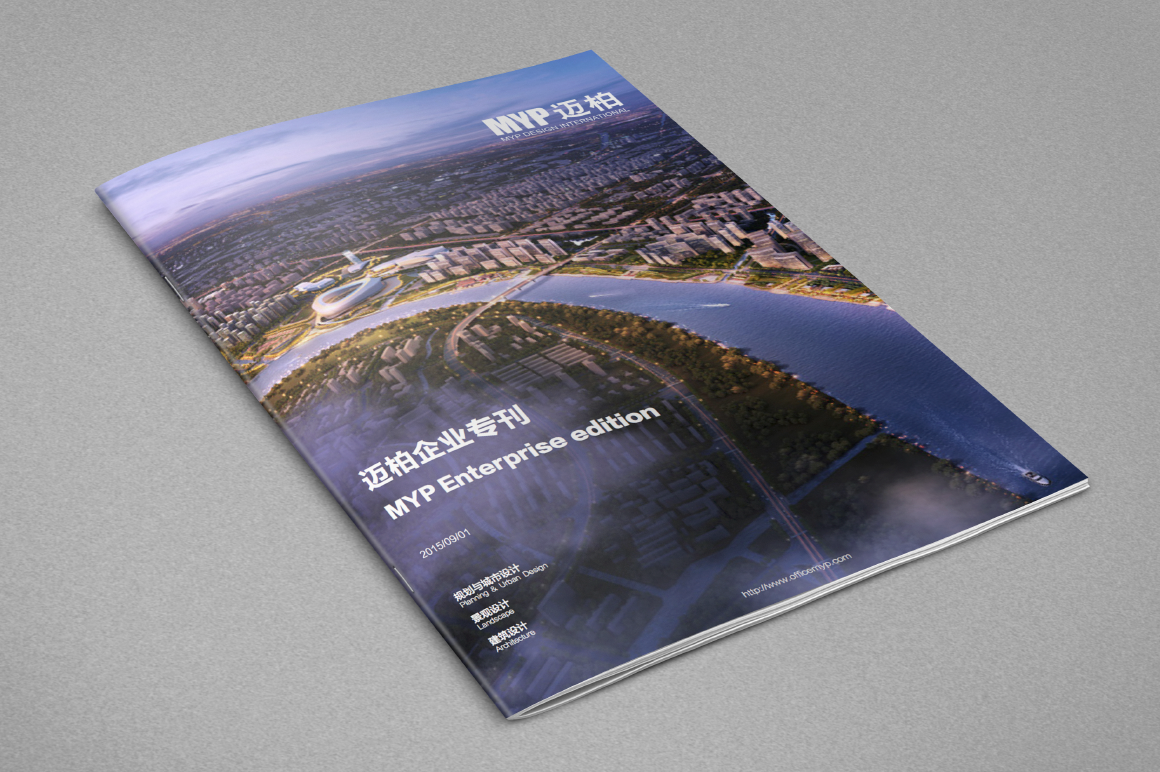 MYP 迈柏
MYP DESIGN INTERNATIONAL
迈柏企业专刊
MYP Enterprise edition
2015/09/01
规划与城市设计
Planning & Urban Design
景观设计
Landscape
建筑设计
Architecture
http://www.officemyp.com